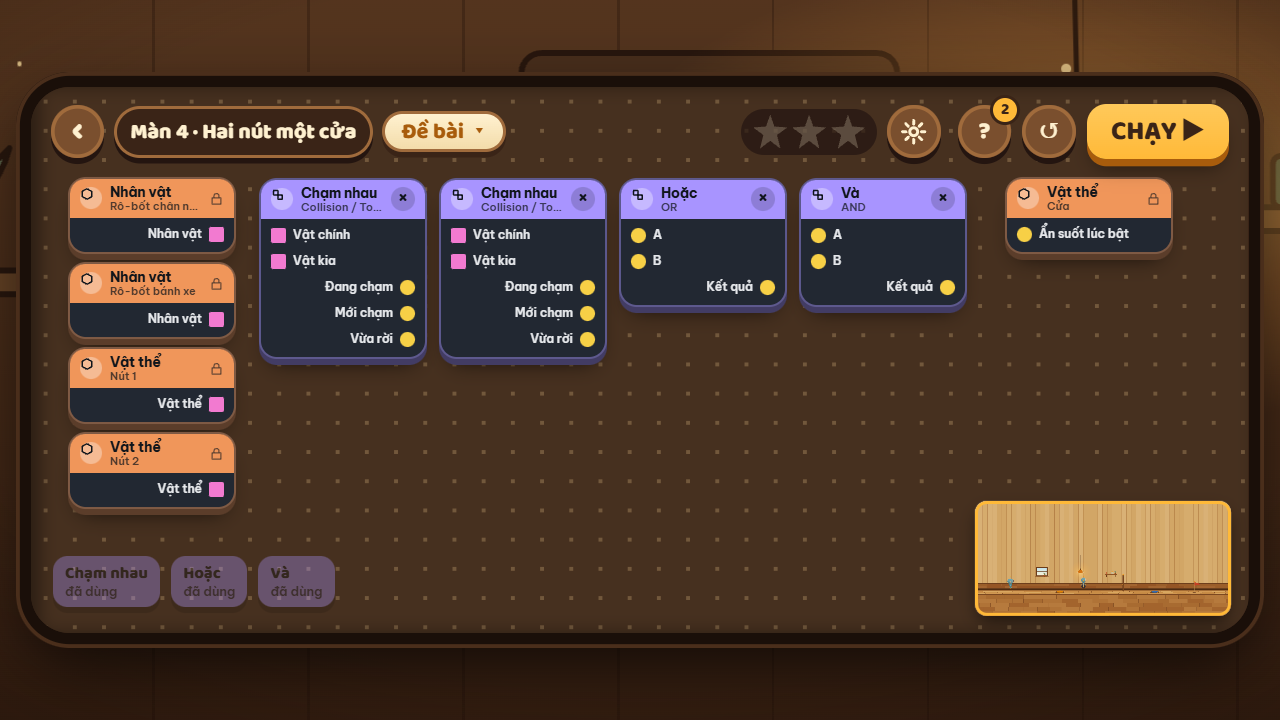 Màn 4 · Hai nút một cửa
Đề bài
2
?
CHẠY
Nhân vật
Rô-bốt chân n...
Nhân vật
Nhân vật
Rô-bốt bánh xe
Nhân vật
Vật thể
Nút 1
Vật thể
Vật thể
Nút 2
Vật thể
Chạm nhau
Collision / To...
Vật chính
Vật kia
Đang chạm
Mới chạm
Vừa rời
Chạm nhau
Collision / To...
Vật chính
Vật kia
Đang chạm
Mới chạm
Vừa rời
Hoặc
OR
A
B
Kết quả
Và
AND
A
B
Kết quả
Vật thể
Cửa
Ẩn suốt lúc bật
Chạm nhau
đã dùng
Hoặc
đã dùng
Và
đã dùng